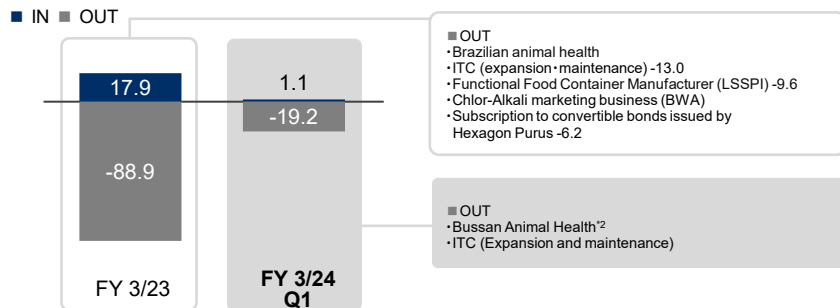 ■ IN ■ OUT
17.9
-88.9
FY 3/23
1.1
-19.2
FY 3/24
Q1
■OUT
・Brazilian animal health
・ITC (expansion・maintenance) -13.0
・Functional Food Container Manufacturer (LSSPI) -9.6
・Chlor-Alkali marketing business (BWA)
・Subscription to convertible bonds issued by
Hexagon Purus -6.2
■OUT
・Bussan Animal Health*2
・ITC (Expansion and maintenance)